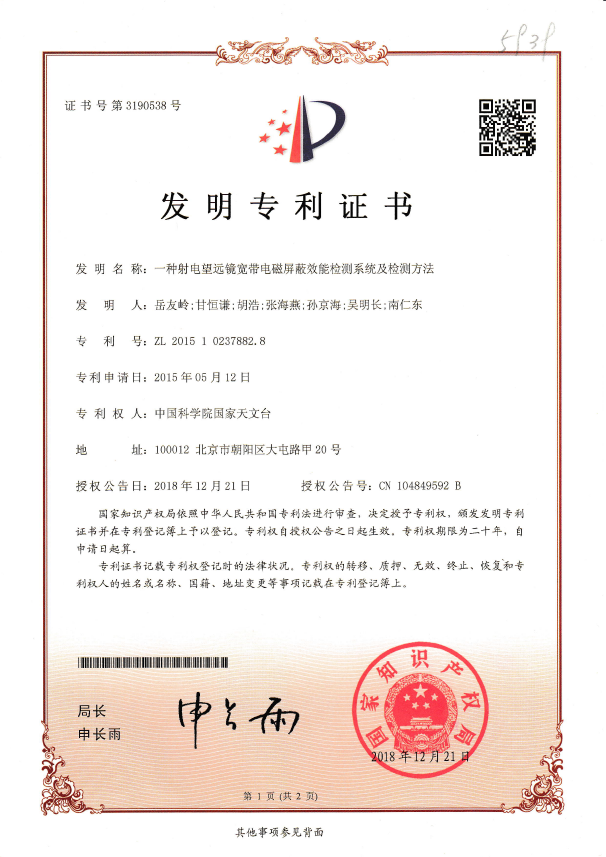 证书号第3190538号
发明专利证书
发明名称：一种射电望远镜宽带电磁屏蔽效能检测系统及检测方法
发明人：岳友岭;甘恒谦;胡浩;张海燕;孙京海;吴明长;南仁东
专利号：ZL 2015 1 0237882.8
专利申请日：2015年05月12日
专利权人：中国科学院国家天文台
地址：100012 北京市朝阳区大屯路甲20号
授权公告日：2018年12月21日 授权公告号：CN 104849592 B
国家知识产权局依照中华人民共和国专利法进行审查，决定授予专利权，颁发发明专利
证书并在专利登记簿上予以登记。专利权自授权公告之日起生效。专利权期限为二十年，自
申请日起算。
专利证书记载专利权登记时的法律状况。专利权的转移、质押、无效、终止、恢复和专
利权人的姓名或名称、国籍、地址变更等事项记载在专利登记簿上。
局长
申长雨
申长雨
国家知识产权局
2018年12月21日
第 1 页 (共 2 页)
其他事项参见背面